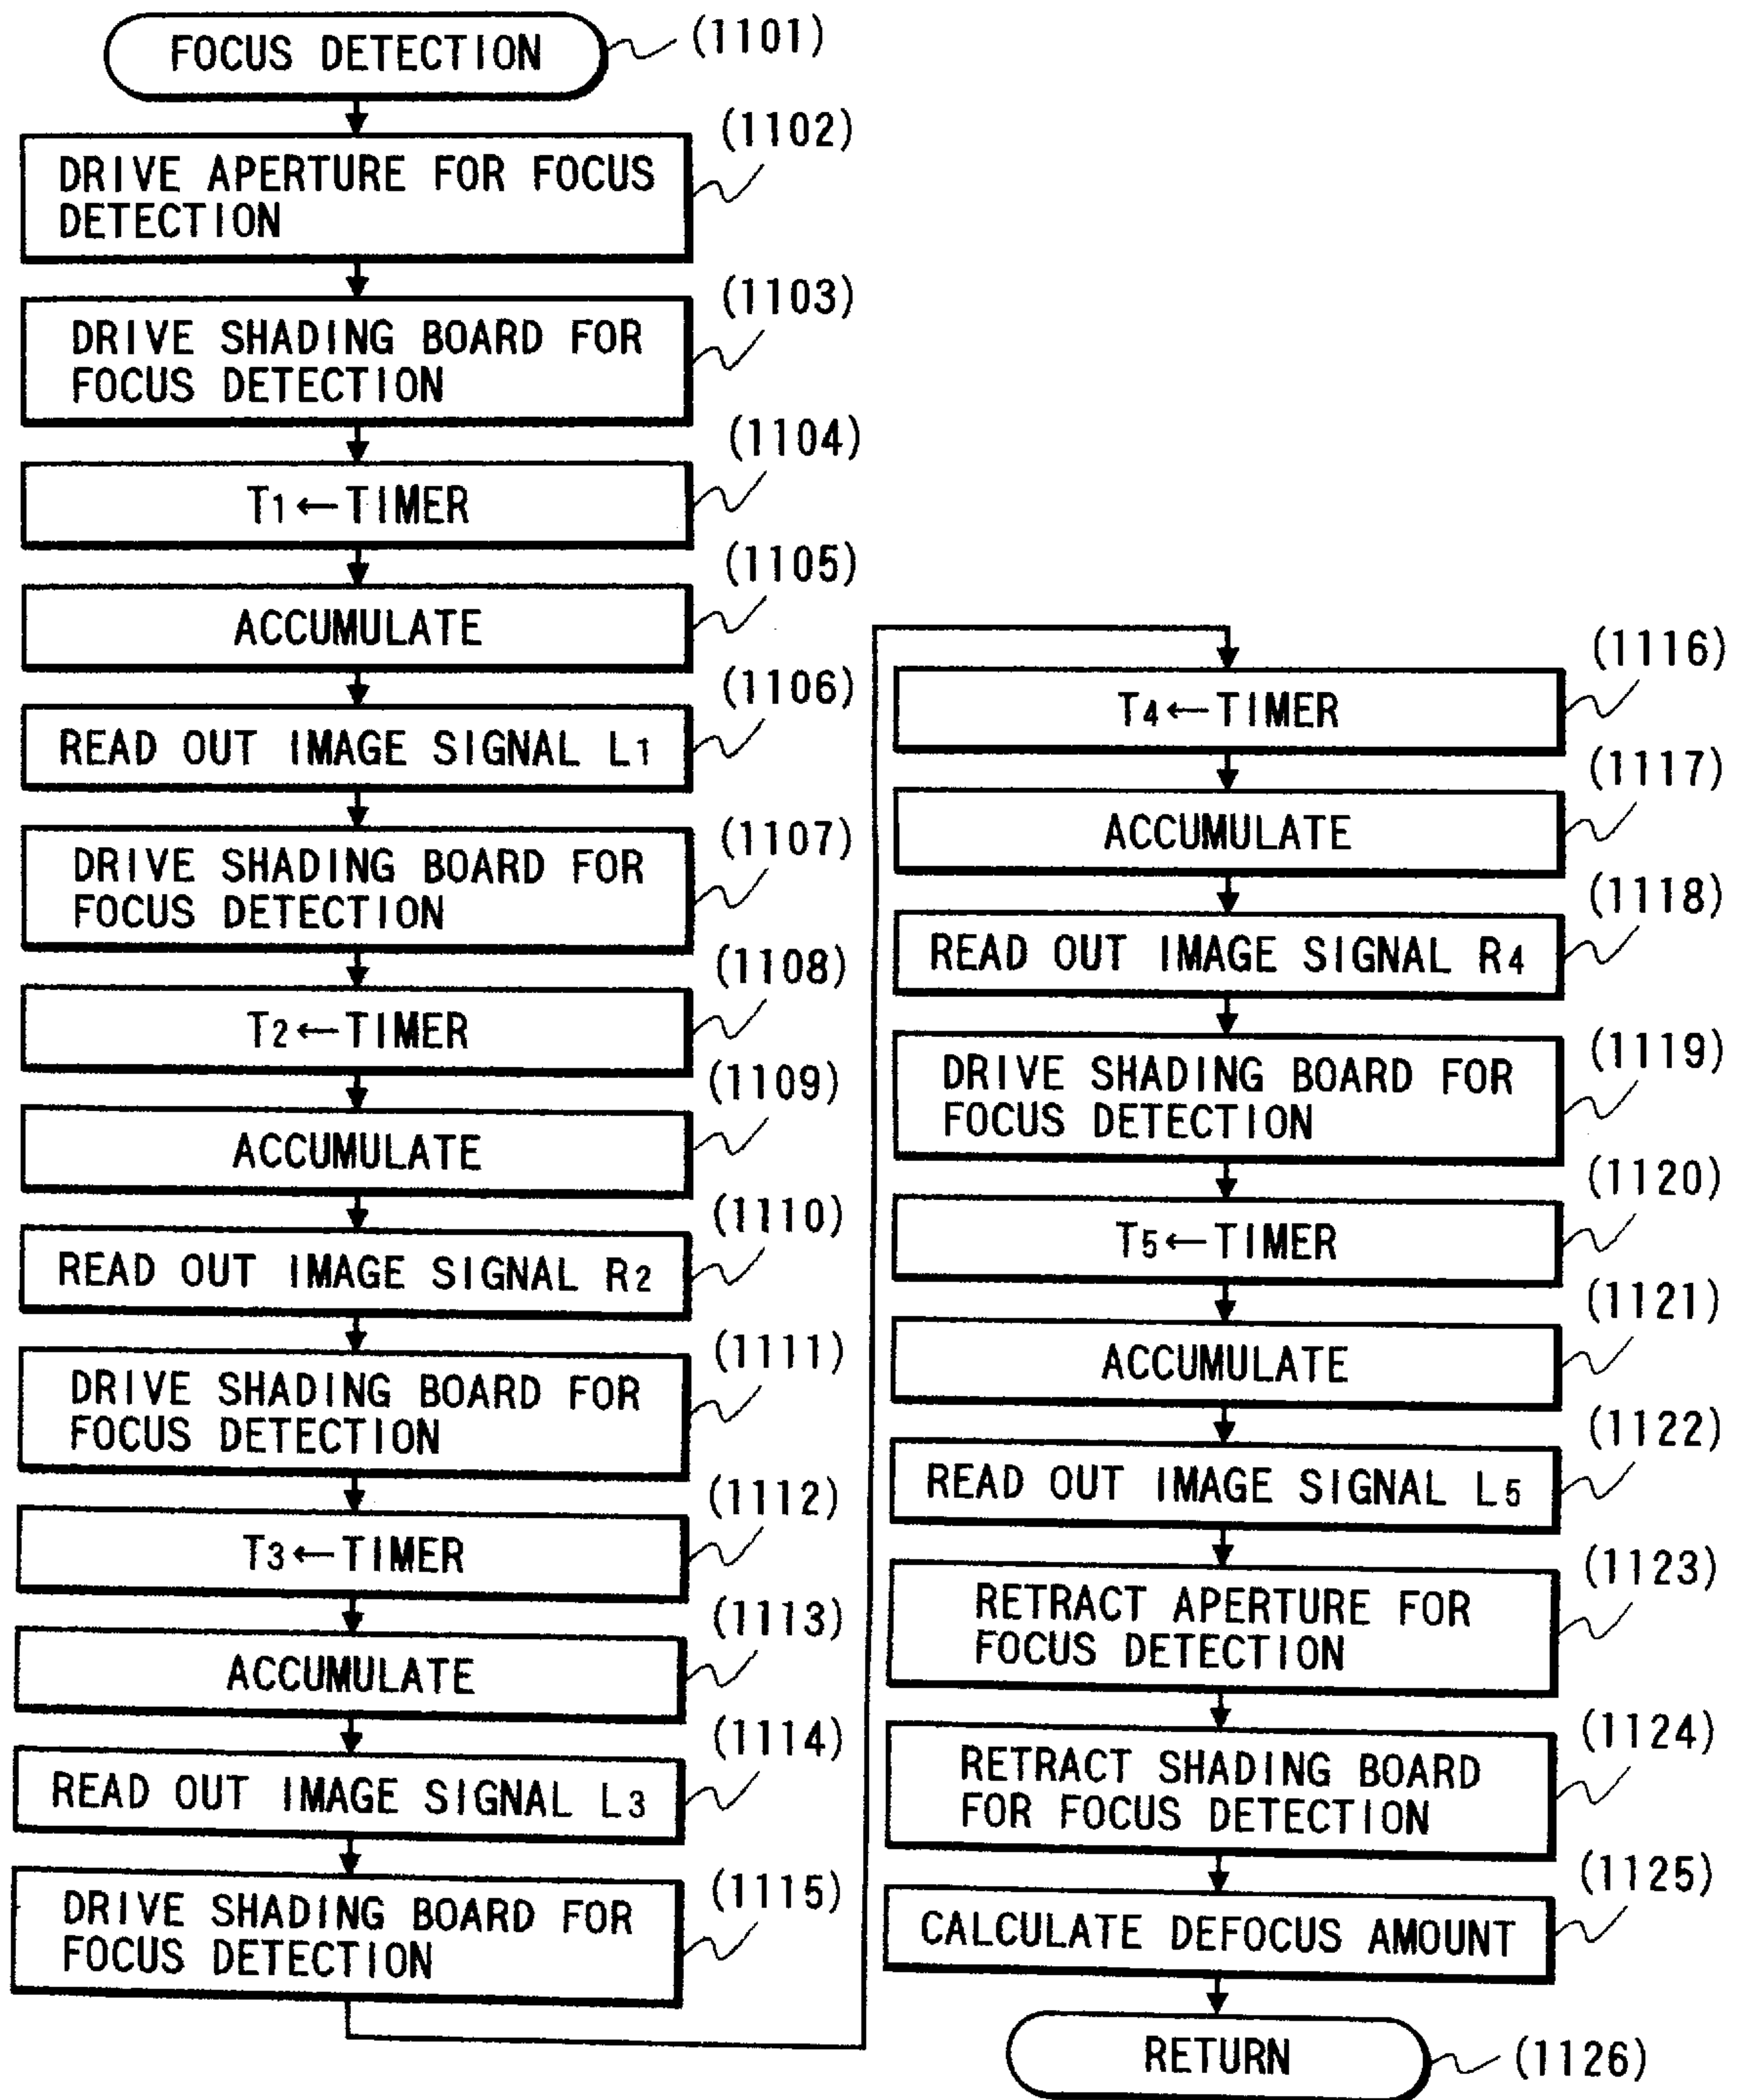 FOCUS DETECTION
(1101)
(1102)
DRIVE APERTURE FOR FOCUS
DETECTION
(1103)
DRIVE SHADING BOARD FOR
FOCUS DETECTION
(1104)
T1←TIMER
(1105)
ACCUMULATE
(1106)
READ OUT IMAGE SIGNAL L1
(1107)
DRIVE SHADING BOARD FOR
FOCUS DETECTION
(1108)
T2←TIMER
(1109)
ACCUMULATE
(1110)
READ OUT IMAGE SIGNAL R2
(1111)
DRIVE SHADING BOARD FOR
FOCUS DETECTION
(1112)
T3←TIMER
(1113)
ACCUMULATE
(1114)
READ OUT IMAGE SIGNAL L3
(1115)
DRIVE SHADING BOARD FOR
FOCUS DETECTION
(1116)
T4←TIMER
(1117)
ACCUMULATE
(1118)
READ OUT IMAGE SIGNAL R4
(1119)
DRIVE SHADING BOARD FOR
FOCUS DETECTION
(1120)
T5←TIMER
(1121)
ACCUMULATE
(1122)
READ OUT IMAGE SIGNAL L5
(1123)
RETRACT APERTURE FOR
FOCUS DETECTION
(1124)
RETRACT SHADING BOARD
FOR FOCUS DETECTION
(1125)
CALCULATE DEFOCUS AMOUNT
RETURN
(1126)